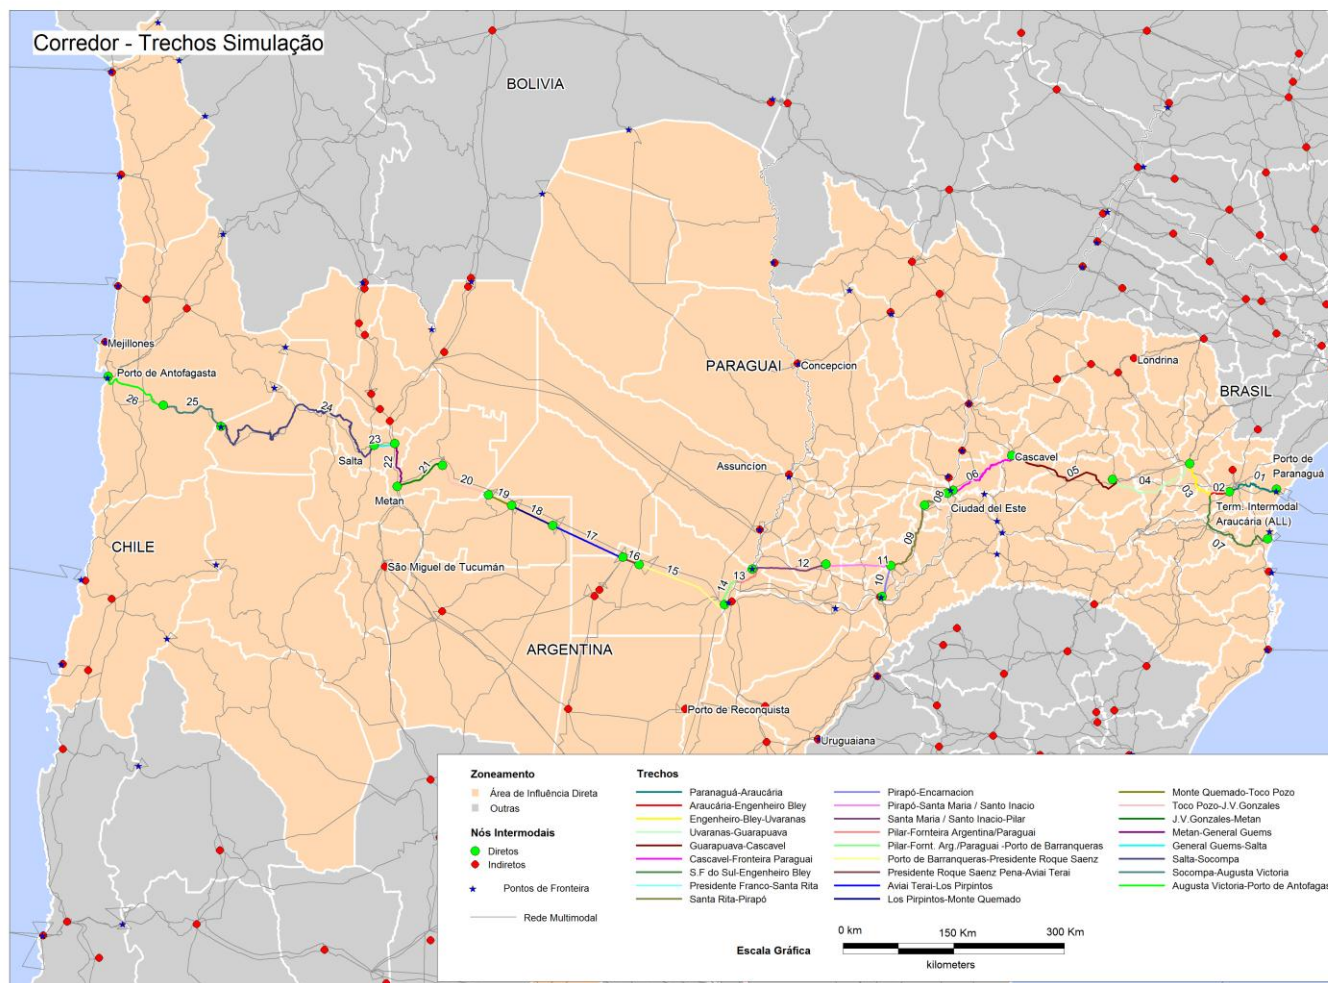 Corredor - Trechos Simulação
BOLIVIA
PARAGUAI
Concepcion
Londrina
BRASIL
Mejillones
Porto de Antofagasta
26
25
24
23
Salta
22
21
Metan
20
19
18
17
16
15
14
13
12
11
10
09
08
06
Cascavel
05
04
03
02
01
07
Assuncíon
Ciudad del Este
Porto de
Paranaguá
Term. Intermodal
Araucária (ALL)
CHILE
São Miguel de Tucumán
ARGENTINA
Porto de Reconquista
Uruguaiana
Zoneamento
Área de Influência Direta
Outras
Nós Intermodais
Diretos
Indiretos
Pontos de Fronteira
Rede Multimodal
Trechos
Paranaguá-Araucária
Araucária-Engenheiro Bley
Engenheiro-Bley-Uvaranas
Uvaranas-Guarapuava
Guarapuava-Cascavel
Cascavel-Fronteira Paraguai
S.F do Sul-Engenheiro Bley
Presidente Franco-Santa Rita
Santa Rita-Pirapó
Pirapó-Encarnacion
Pirapó-Santa Maria / Santo Inacio
Santa Maria / Santo Inacio-Pilar
Pilar-Fornteira Argentina/Paraguai
Pilar-Fornt. Arg./Paraguai -Porto de Barranqueras
Porto de Barranqueras-Presidente Roque Saenz
Presidente Roque Saenz Pena-Aviai Terai
Aviai Terai-Los Pirpintos
Los Pirpintos-Monte Quemado
Monte Quemado-Toco Pozo
Toco Pozo-J.V.Gonzales
J.V.Gonzales-Metan
Metan-General Guems
General Guems-Salta
Salta-Socompa
Socompa-Augusta Victoria
Augusta Victoria-Porto de Antofagas
Escala Gráfica
0 km
150 Km
300 Km
kilometers